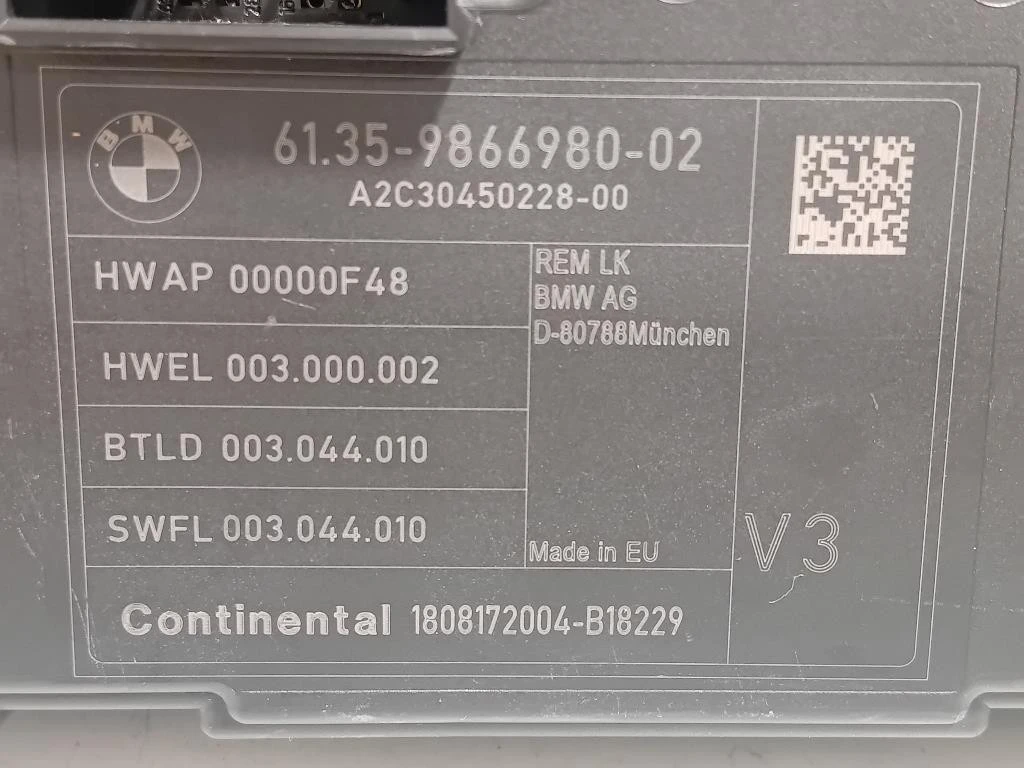 BMW
61.35-9866980-02
A2C30450228-00
HWAP 00000F48
REM LK
BMW AG
D-80788München
HWEL 003.000.002
BTLD 003.044.010
SWFL 003.044.010
Made in EU
V3
Continental 1808172004-B18229